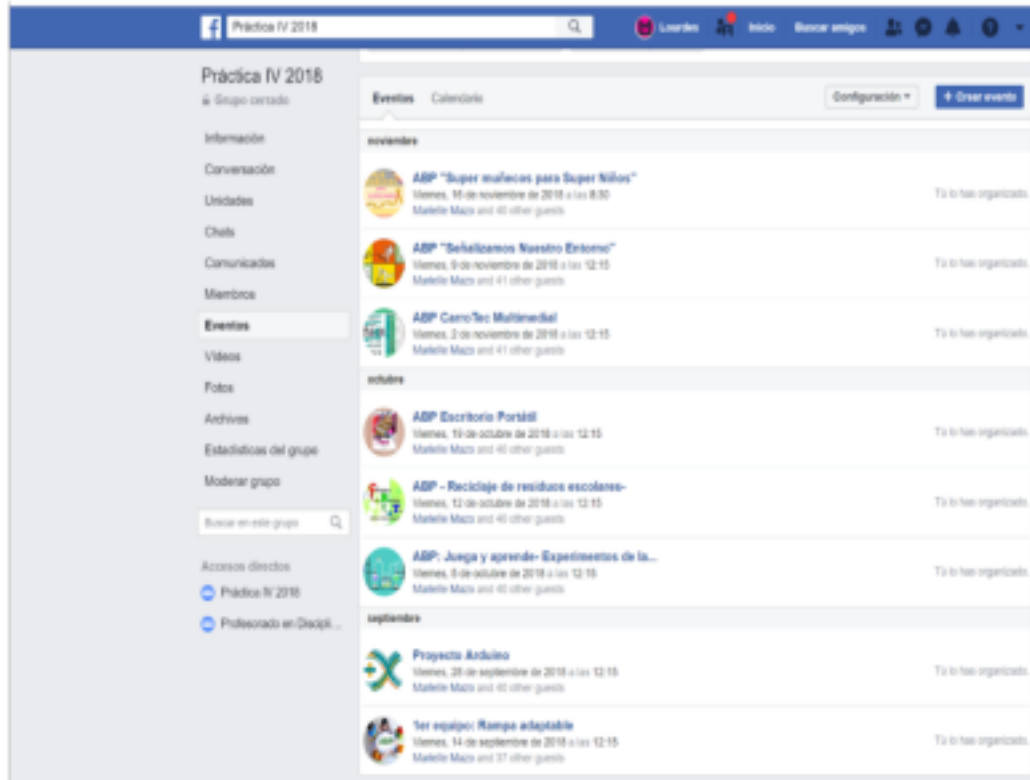 Práctica IV 2018
Lourdes
Inicio
Buscar amigos
Práctica IV 2018
Grupo cerrado
Información
Conversación
Unidades
Chats
Comunicados
Miembros
Eventos
Vídeos
Fotos
Archivos
Estadísticas del grupo
Moderar grupo
Buscar en este grupo
Accesos directos
Práctica IV 2018
Profesorado en Discipli...
Eventos Calendario
Configuración
+ Crear evento
noviembre
ABP "Super muñecos para Super Niños"
Viernes, 16 de noviembre de 2018 a las 8:30
Marielle Mazo and 40 other guests
Tú lo has organizado.
ABP "Señalizamos Nuestro Entorno"
Viernes, 9 de noviembre de 2018 a las 12:15
Marielle Mazo and 41 other guests
Tú lo has organizado.
ABP CarroTec Multimedial
Viernes, 2 de noviembre de 2018 a las 12:15
Marielle Mazo and 41 other guests
Tú lo has organizado.
octubre
ABP Escritorio Portátil
Viernes, 19 de octubre de 2018 a las 12:15
Marielle Mazo and 40 other guests
Tú lo has organizado.
ABP - Reciclaje de residuos escolares-
Viernes, 12 de octubre de 2018 a las 12:15
Marielle Mazo and 40 other guests
Tú lo has organizado.
ABP: Juega y aprende- Experimentos de la...
Viernes, 5 de octubre de 2018 a las 12:15
Marielle Mazo and 40 other guests
Tú lo has organizado.
septiembre
Proyecto Arduino
Viernes, 28 de septiembre de 2018 a las 12:15
Marielle Mazo and 40 other guests
Tú lo has organizado.
1er equipo: Rampa adaptable
Viernes, 14 de septiembre de 2018 a las 12:15
Marielle Mazo and 37 other guests
Tú lo has organizado.